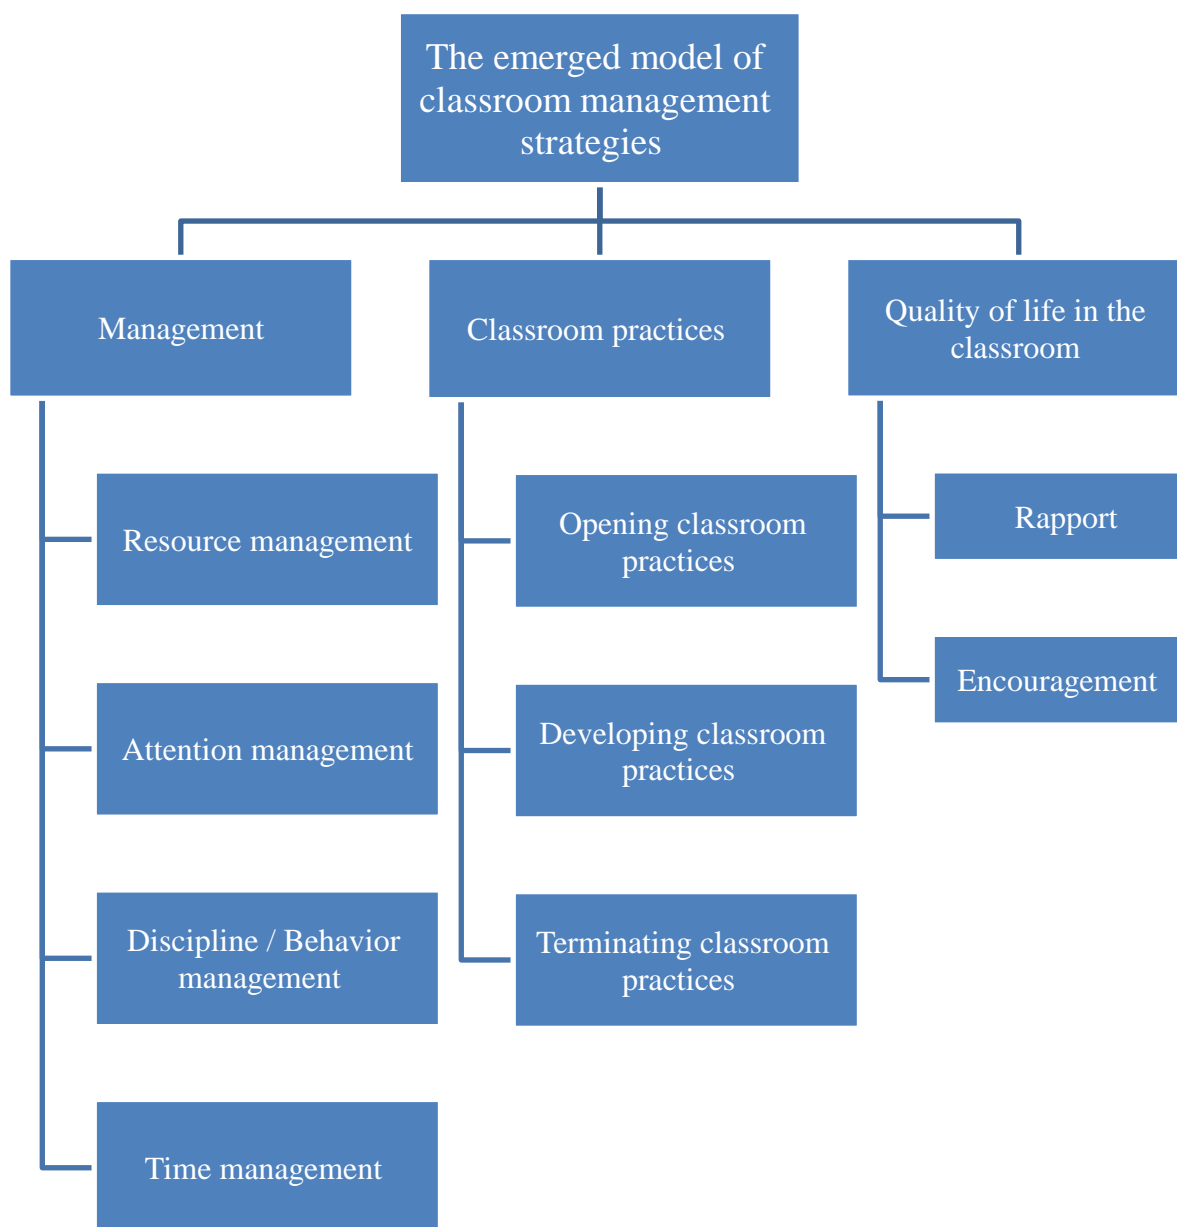 The emerged model of
classroom management
strategies
Management
Classroom practices
Quality of life in the
classroom
Resource management
Attention management
Discipline / Behavior
management
Time management
Opening classroom
practices
Developing classroom
practices
Terminating classroom
practices
Rapport
Encouragement